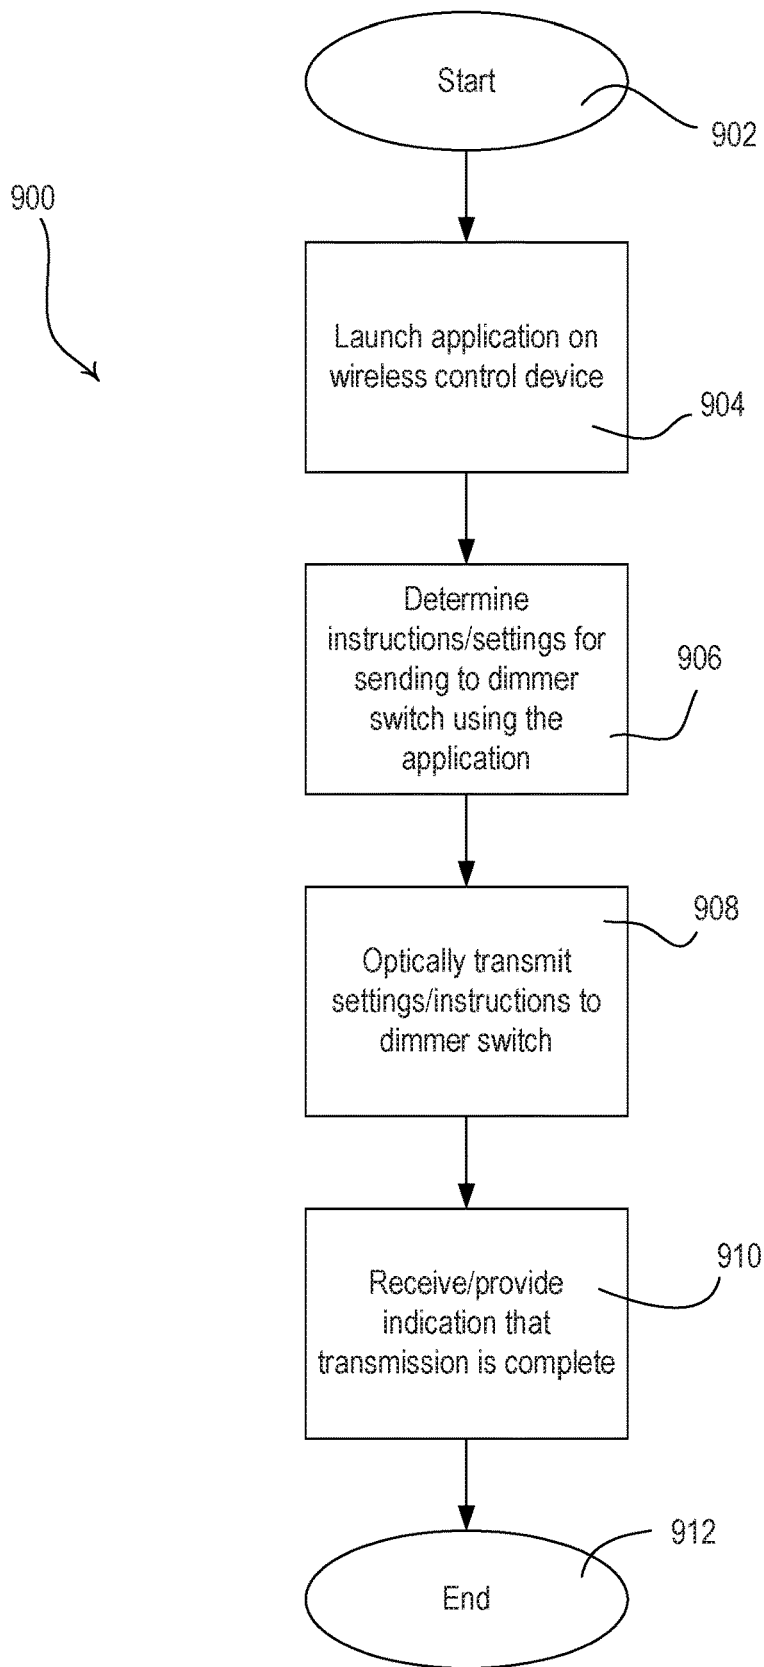 Start
902
900
Launch application on
wireless control device
904
Determine
instructions/settings for
sending to dimmer
switch using the
application
906
908
Optically transmit
settings/instructions to
dimmer switch
910
Receive/provide
indication that
transmission is complete
912
End